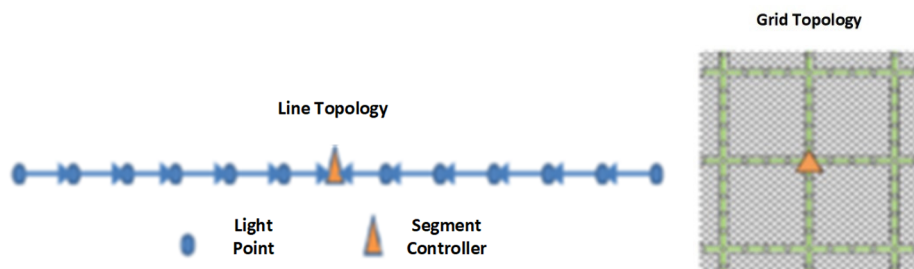 Grid Topology
Line Topology
Light
Point
Segment
Controller